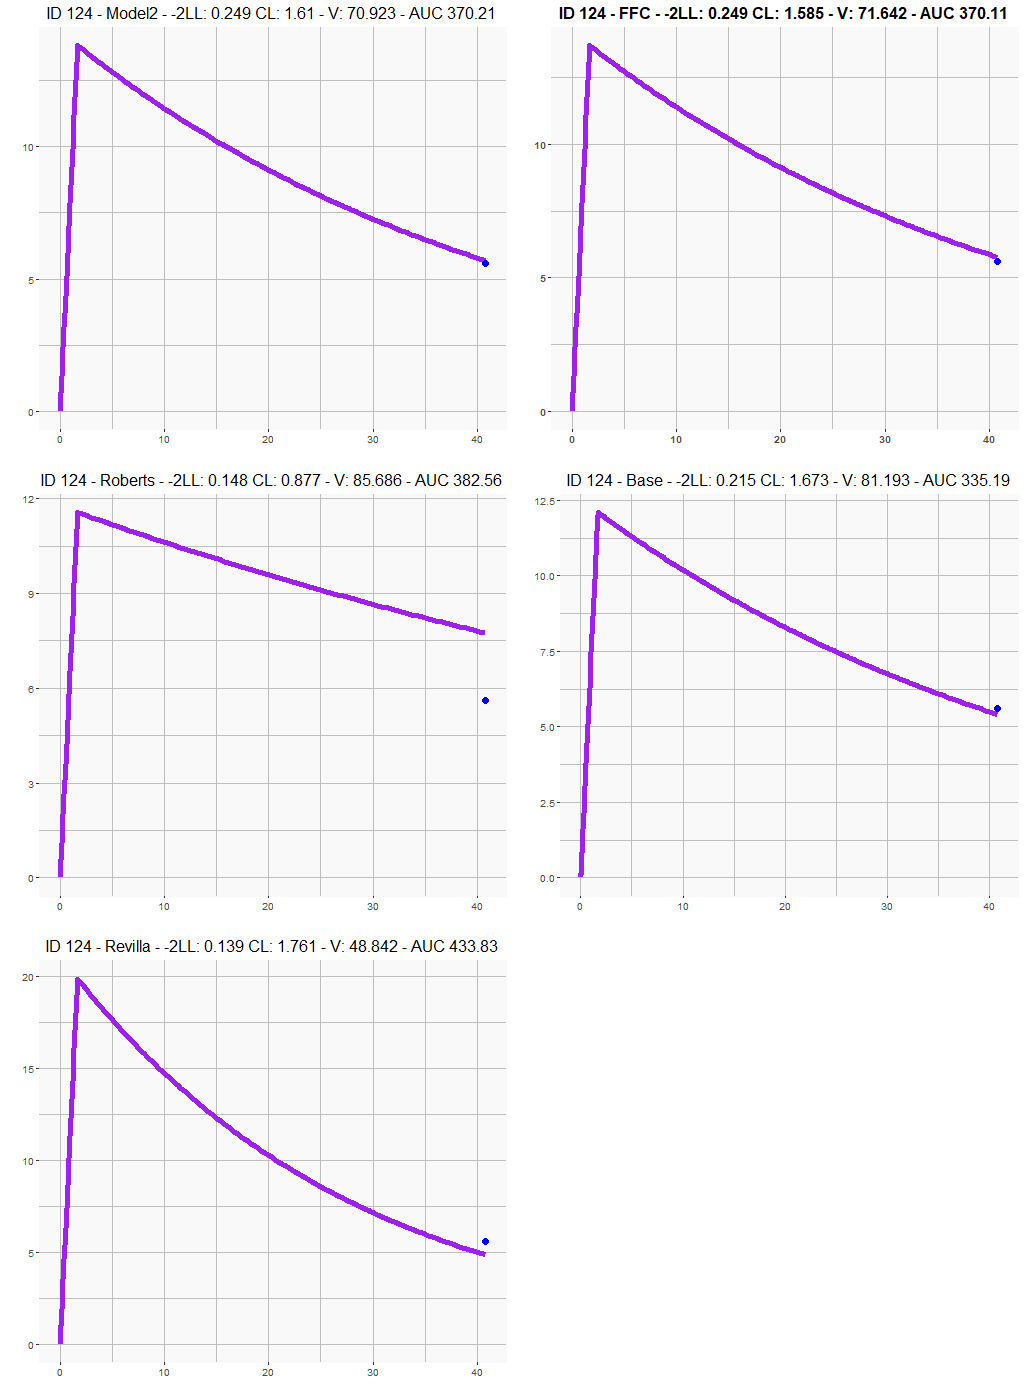 ID 124 - Model2 - -2LL: 0.249 CL: 1.61 - V: 70.923 - AUC 370.21
10
5
0
0 10 20 30 40
ID 124 - FFC - -2LL: 0.249 CL: 1.585 - V: 71.642 - AUC 370.11
10
5
0
0 10 20 30 40
ID 124 - Roberts - -2LL: 0.148 CL: 0.877 - V: 85.686 - AUC 382.56
12
9
6
3
0
0 10 20 30 40
ID 124 - Base - -2LL: 0.215 CL: 1.673 - V: 81.193 - AUC 335.19
12.5
10.0
7.5
5.0
2.5
0.0
0 10 20 30 40
ID 124 - Revilla - -2LL: 0.139 CL: 1.761 - V: 48.842 - AUC 433.83
20
15
10
5
0
0 10 20 30 40